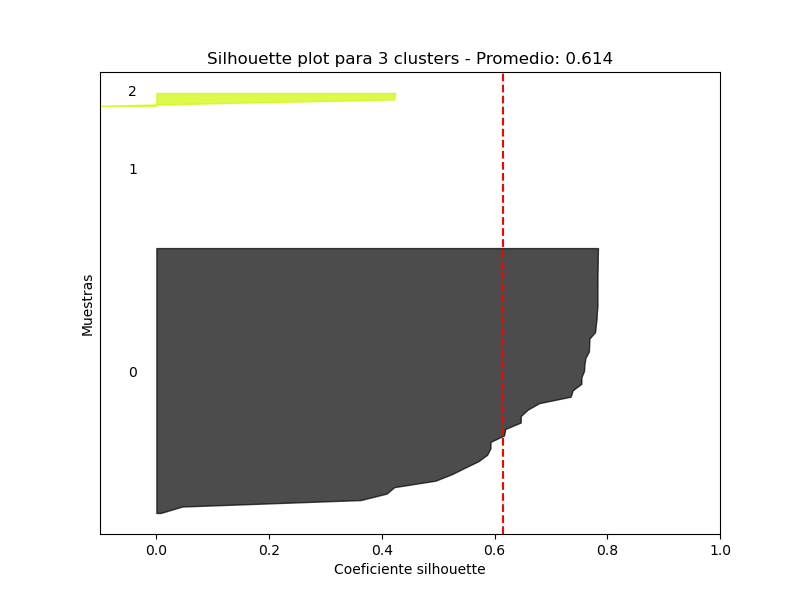 Silhouette plot para 3 clusters - Promedio: 0.614
2
1
0
Muestras
0.0 0.2 0.4 0.6 0.8 1.0
Coeficiente silhouette